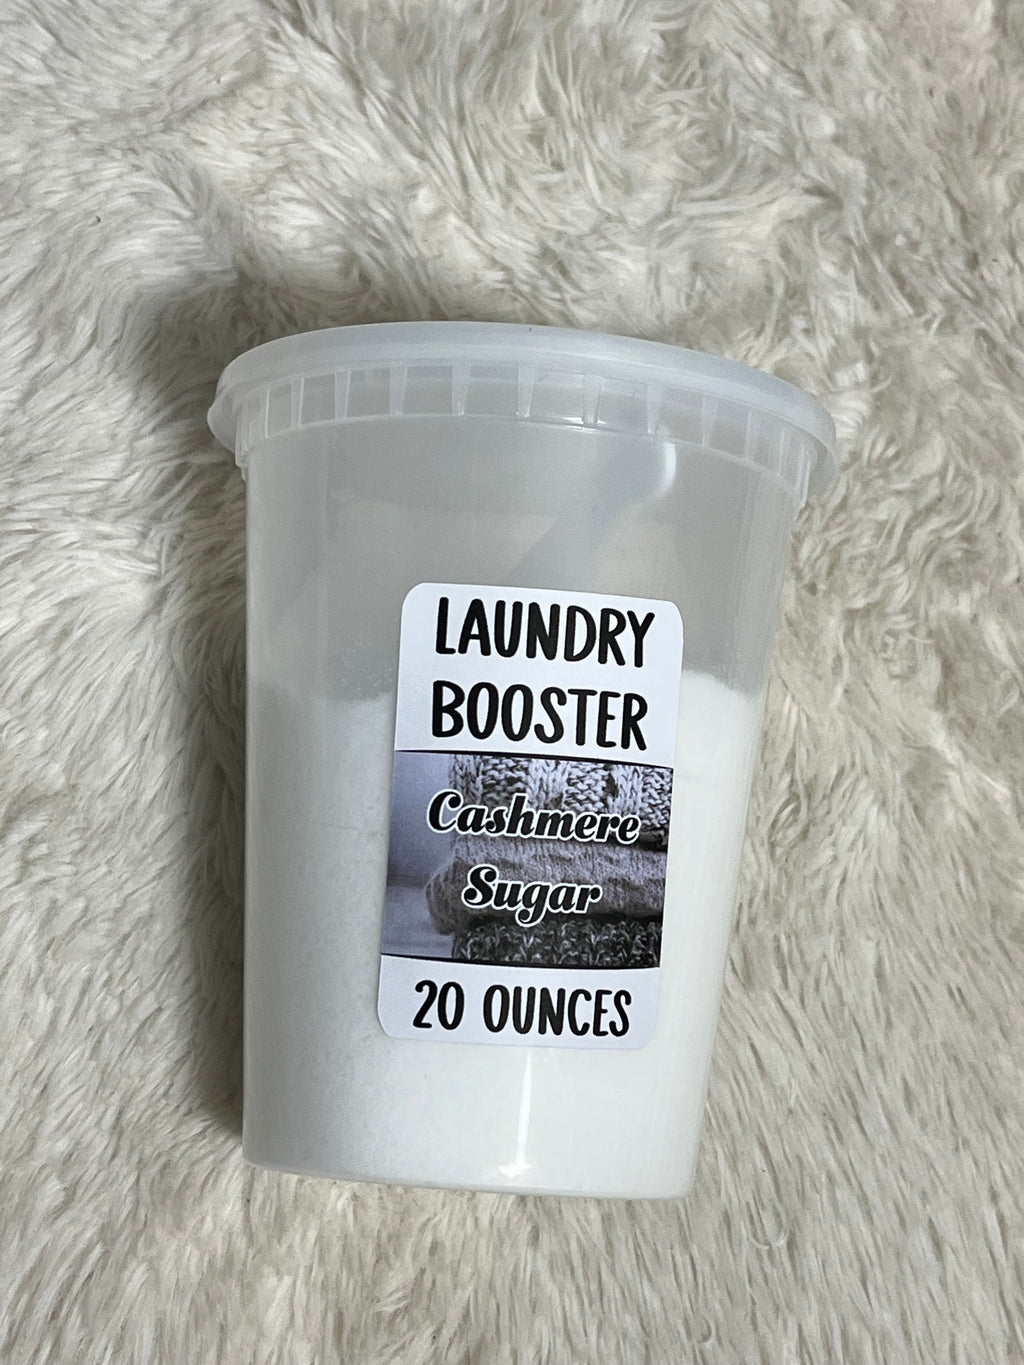 LAUNDRY
BOOSTER
Cashmere
Sugar
20 OUNCES